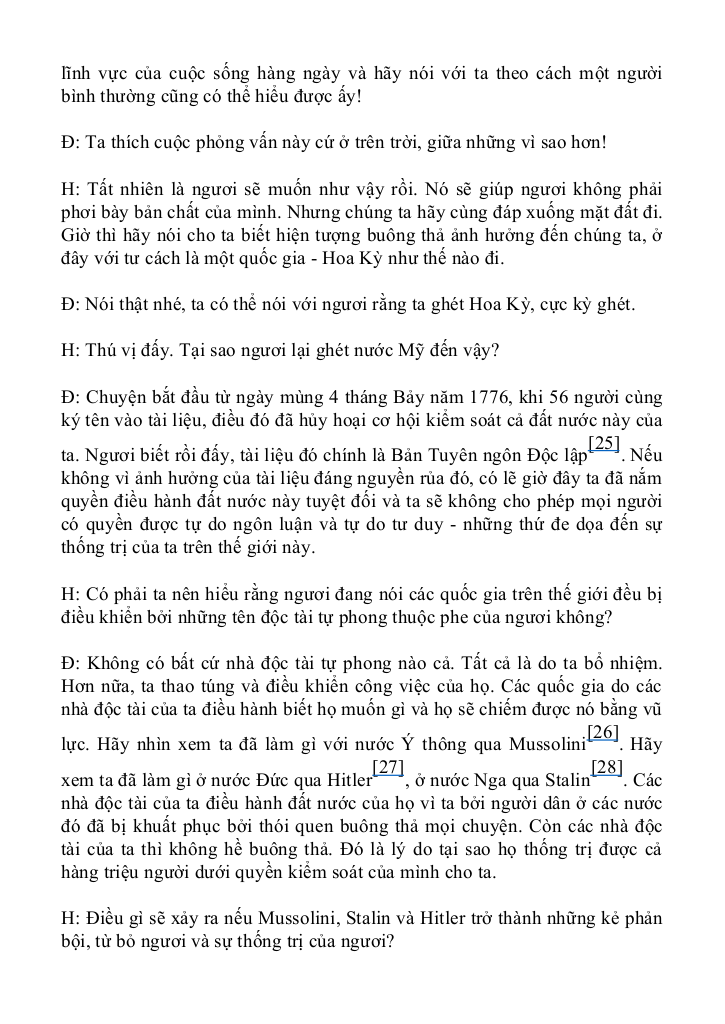 lĩnh vực của cuộc sống hàng ngày và hãy nói với ta theo cách một người
bình thường cũng có thể hiểu được ấy!
Đ: Ta thích cuộc phỏng vấn này cứ ở trên trời, giữa những vì sao hơn!
H: Tất nhiên là ngươi sẽ muốn như vậy rồi. Nó sẽ giúp ngươi không phải
phơi bày bản chất của mình. Nhưng chúng ta hãy cùng đáp xuống mặt đất đi.
Giờ thì hãy nói cho ta biết hiện tượng buông thả ảnh hưởng đến chúng ta, ở
đây với tư cách là một quốc gia - Hoa Kỳ như thế nào đi.
Đ: Nói thật nhé, ta có thể nói với ngươi rằng ta ghét Hoa Kỳ, cực kỳ ghét.
H: Thú vị đấy. Tại sao ngươi lại ghét nước Mỹ đến vậy?
Đ: Chuyện bắt đầu từ ngày mùng 4 tháng Bảy năm 1776, khi 56 người cùng
ký tên vào tài liệu, điều đó đã hủy hoại cơ hội kiểm soát cả đất nước này của
ta. Ngươi biết rồi đấy, tài liệu đó chính là Bản Tuyên ngôn Độc lập[25]. Nếu
không vì ảnh hưởng của tài liệu đáng nguyền rủa đó, có lẽ giờ đây ta đã nắm
quyền điều hành đất nước này tuyệt đối và ta sẽ không cho phép mọi người
có quyền được tự do ngôn luận và tự do tư duy - những thứ đe dọa đến sự
thống trị của ta trên thế giới này.
H: Có phải ta nên hiểu rằng ngươi đang nói các quốc gia trên thế giới đều bị
điều khiển bởi những tên độc tài tự phong thuộc phe của ngươi không?
Đ: Không có bất cứ nhà độc tài tự phong nào cả. Tất cả là do ta bổ nhiệm.
Hơn nữa, ta thao túng và điều khiển công việc của họ. Các quốc gia do các
nhà độc tài của ta điều hành biết họ muốn gì và họ sẽ chiếm được nó bằng vũ
lực. Hãy nhìn xem ta đã làm gì với nước Ý thông qua Mussolini[26]. Hãy
xem ta đã làm gì ở nước Đức qua Hitler[27], ở nước Nga qua Stalin[28]. Các
nhà độc tài của ta điều hành đất nước của họ vì ta bởi người dân ở các nước
đó đã bị khuất phục bởi thói quen buông thả mọi chuyện. Còn các nhà độc
tài của ta thì không hề buông thả. Đó là lý do tại sao họ thống trị được cả
hàng triệu người dưới quyền kiểm soát của mình cho ta.
H: Điều gì sẽ xảy ra nếu Mussolini, Stalin và Hitler trở thành những kẻ phản
bội, từ bỏ ngươi và sự thống trị của ngươi?